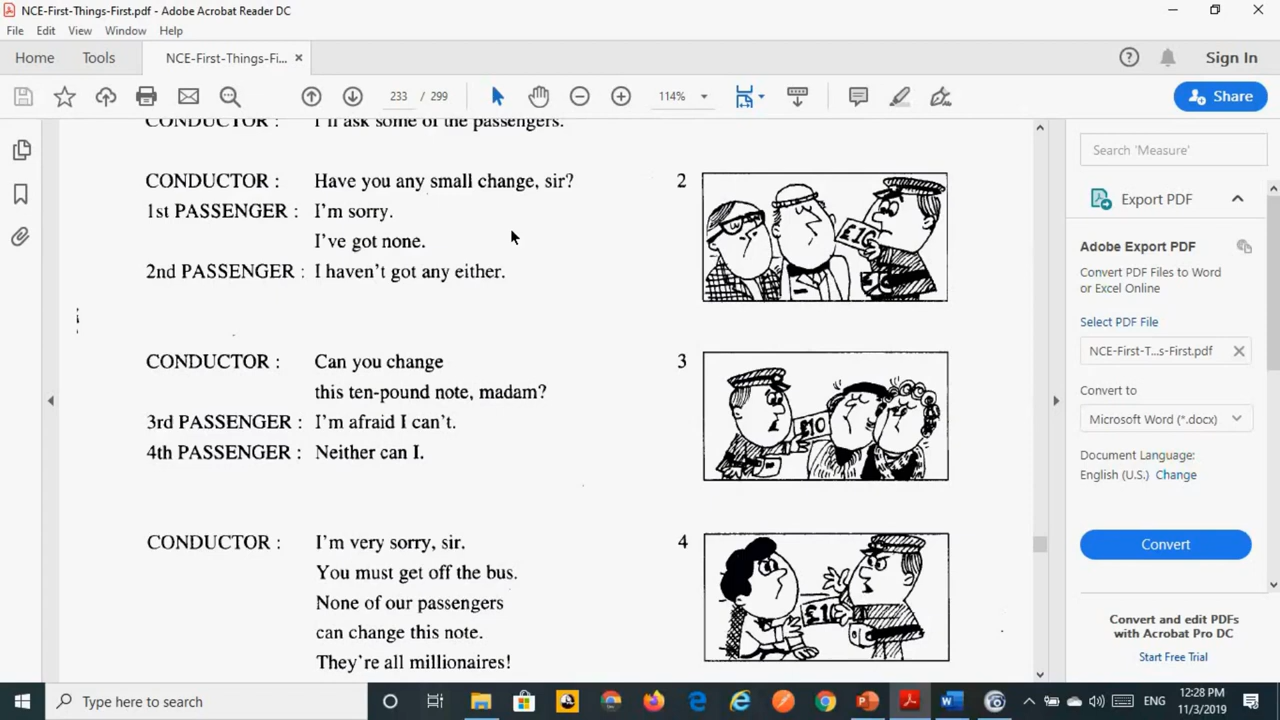 NCE-First-Things-First.pdf - Adobe Acrobat Reader DC
File Edit View Window Help
Home Tools NCE-First-Things-Fi... Sign In
233 / 299 114% Share
CONDUCTOR : I'll ask some of the passengers.
CONDUCTOR : Have you any small change, sir? 2
1st PASSENGER : I'm sorry.
I've got none.
2nd PASSENGER : I haven't got any either.
£10
CONDUCTOR : Can you change 3
this ten-pound note, madam?
3rd PASSENGER : I'm afraid I can't.
4th PASSENGER : Neither can I.
£10
CONDUCTOR : I'm very sorry, sir. 4
You must get off the bus.
None of our passengers
can change this note.
They're all millionaires!
£10
Search 'Measure'
Export PDF
Adobe Export PDF
Convert PDF Files to Word
or Excel Online
Select PDF File
NCE-First-T...s-First.pdf
Convert to
Microsoft Word (*.docx)
Document Language:
English (U.S.) Change
Convert
Convert and edit PDFs
with Acrobat Pro DC
Start Free Trial
Type here to search
ENG
12:28 PM
11/3/2019